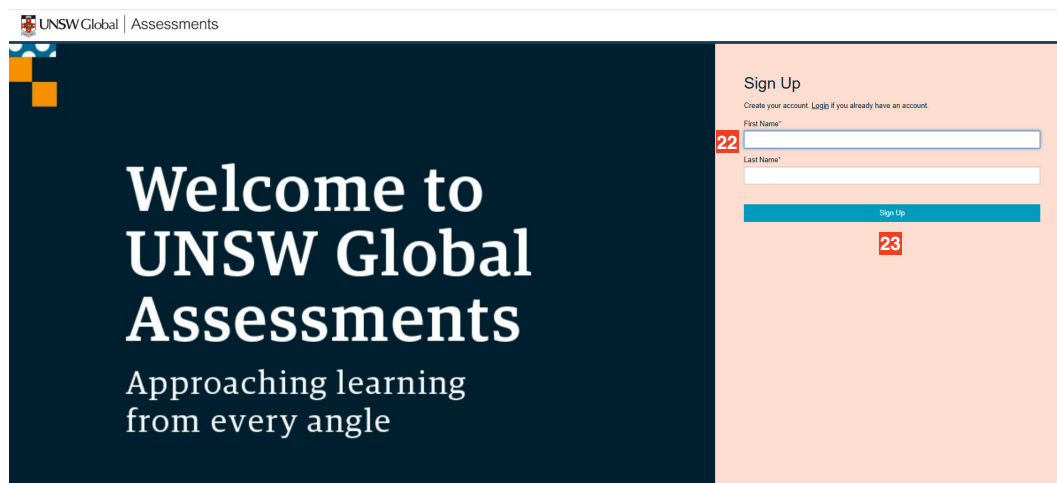 UNSW Global | Assessments
Welcome to
UNSW Global
Assessments
Approaching learning
from every angle
Sign Up
Create your account. Login if you already have an account.
First Name*
22
Last Name*
Sign Up
23